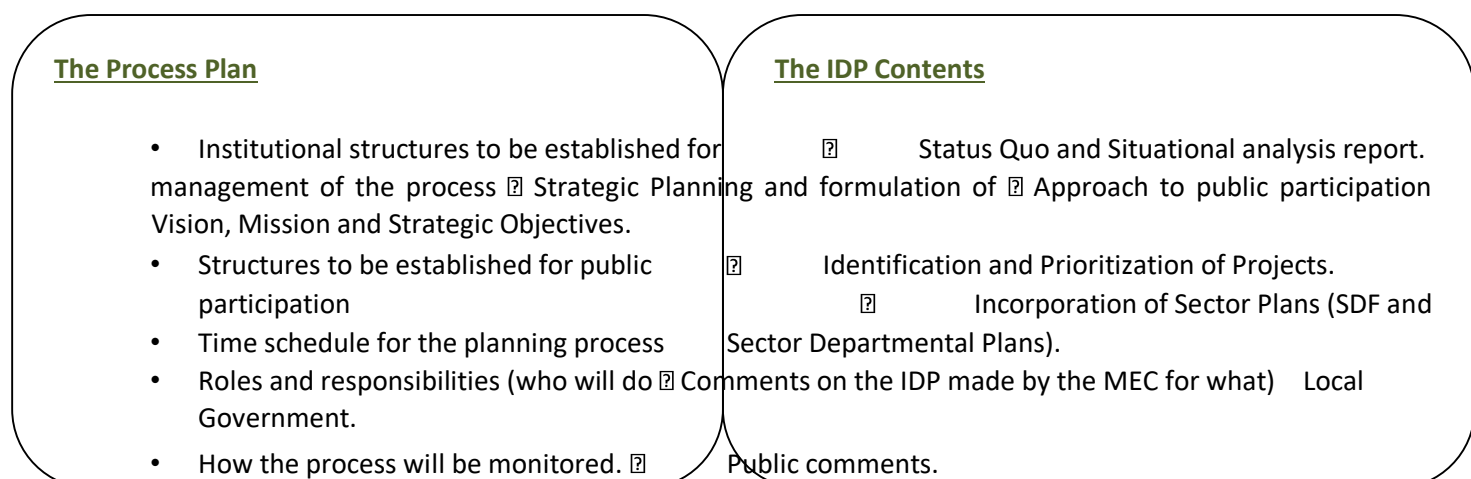 The Process Plan The IDP Contents
• Institutional structures to be established for ⍰ Status Quo and Situational analysis report.
management of the process ⍰ Strategic Planning and formulation of ⍰ Approach to public participation
Vision, Mission and Strategic Objectives.
• Structures to be established for public ⍰ Identification and Prioritization of Projects.
participation ⍰ Incorporation of Sector Plans (SDF and
• Time schedule for the planning process Sector Departmental Plans).
• Roles and responsibilities (who will do ⍰ Comments on the IDP made by the MEC for what) Local
Government.
• How the process will be monitored. ⍰ Public comments.